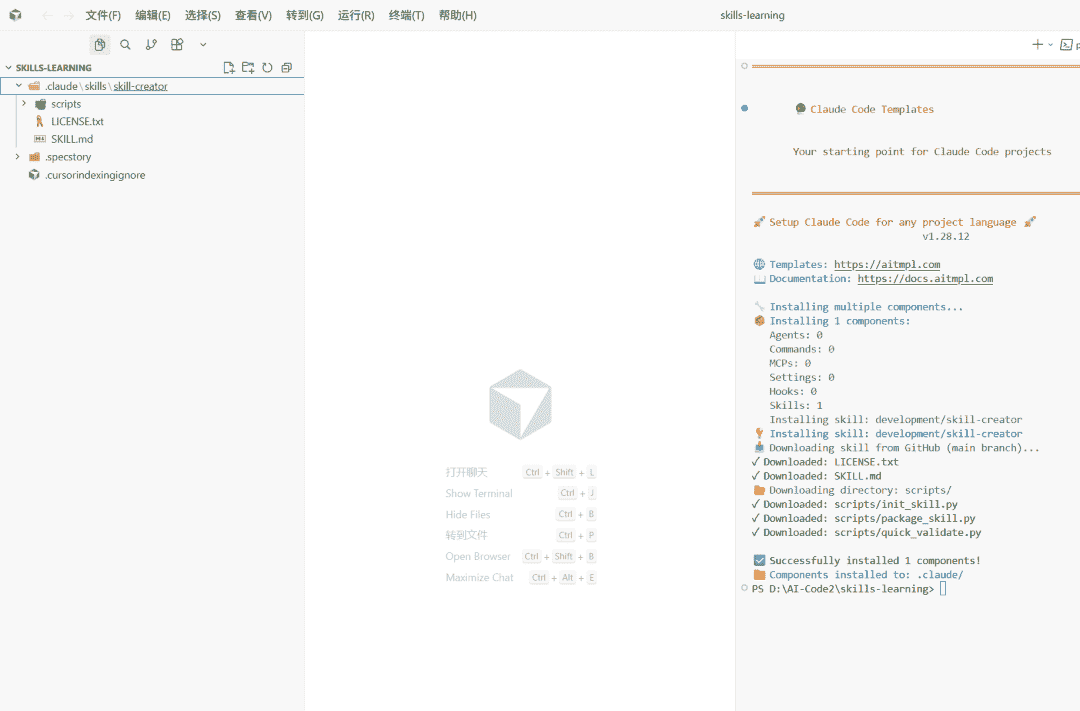 文件(F) 编辑(E) 选择(S) 查看(V) 转到(G) 运行(R) 终端(T) 帮助(H) skills-learning
SKILLS-LEARNING
.claude\skills\skill-creator
scripts
LICENSE.txt
SKILL.md
.specstory
.cursorindexingignore
打开聊天 Ctrl + Shift + L
Show Terminal Ctrl + J
Hide Files Ctrl + B
转到文件 Ctrl + P
Open Browser Ctrl + Shift + B
Maximize Chat Ctrl + Alt + E
Claude Code Templates
Your starting point for Claude Code projects
Setup Claude Code for any project language
v1.28.12
Templates: https://aitmpl.com
Documentation: https://docs.aitmpl.com
Installing multiple components...
Installing 1 components:
Agents: 0
Commands: 0
MCPs: 0
Settings: 0
Hooks: 0
Skills: 1
Installing skill: development/skill-creator
Installing skill: development/skill-creator
Downloading skill from GitHub (main branch)...
✓ Downloaded: LICENSE.txt
✓ Downloaded: SKILL.md
Downloading directory: scripts/
✓ Downloaded: scripts/init_skill.py
✓ Downloaded: scripts/package_skill.py
✓ Downloaded: scripts/quick_validate.py
Successfully installed 1 components!
Components installed to: .claude/
PS D:\AI-Code2\skills-learning>